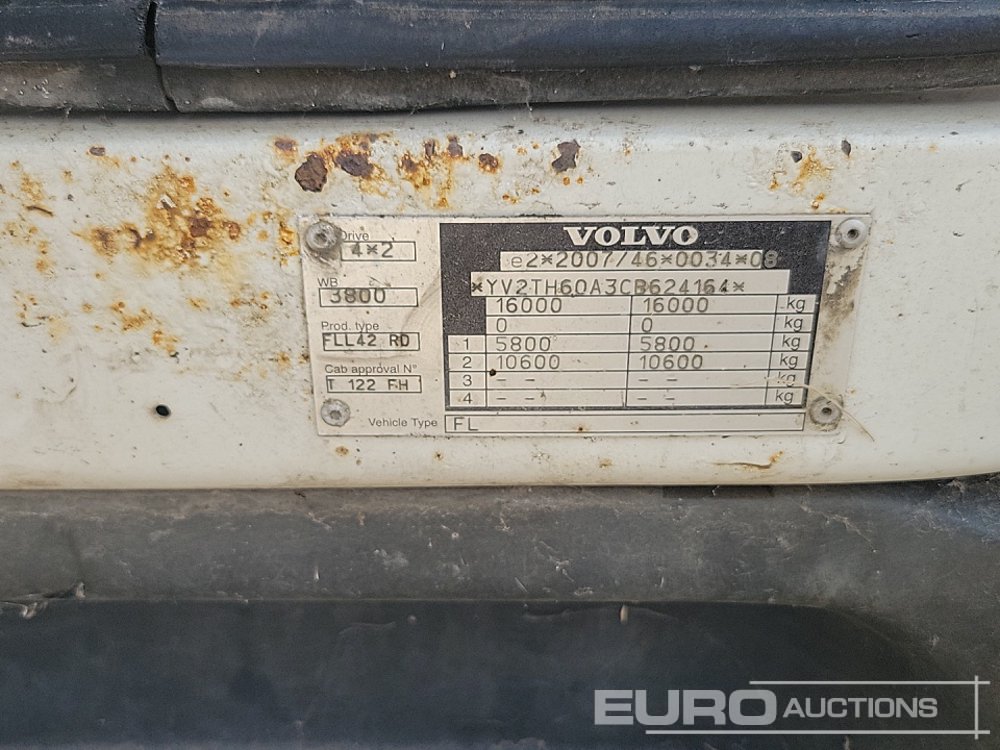 Drive
4*2
WB
3800
Prod. type
FLL42 RD
Cab approval N°
T 122 FH
VOLVO
e2*2007/46*0034*08
*YV2TH60A3CB624164*
16000 16000 kg
0 0 kg
1 5800 5800 kg
2 10600 10600 kg
3 - - - - kg
4 - - - - kg
Vehicle Type FL
EURO AUCTIONS